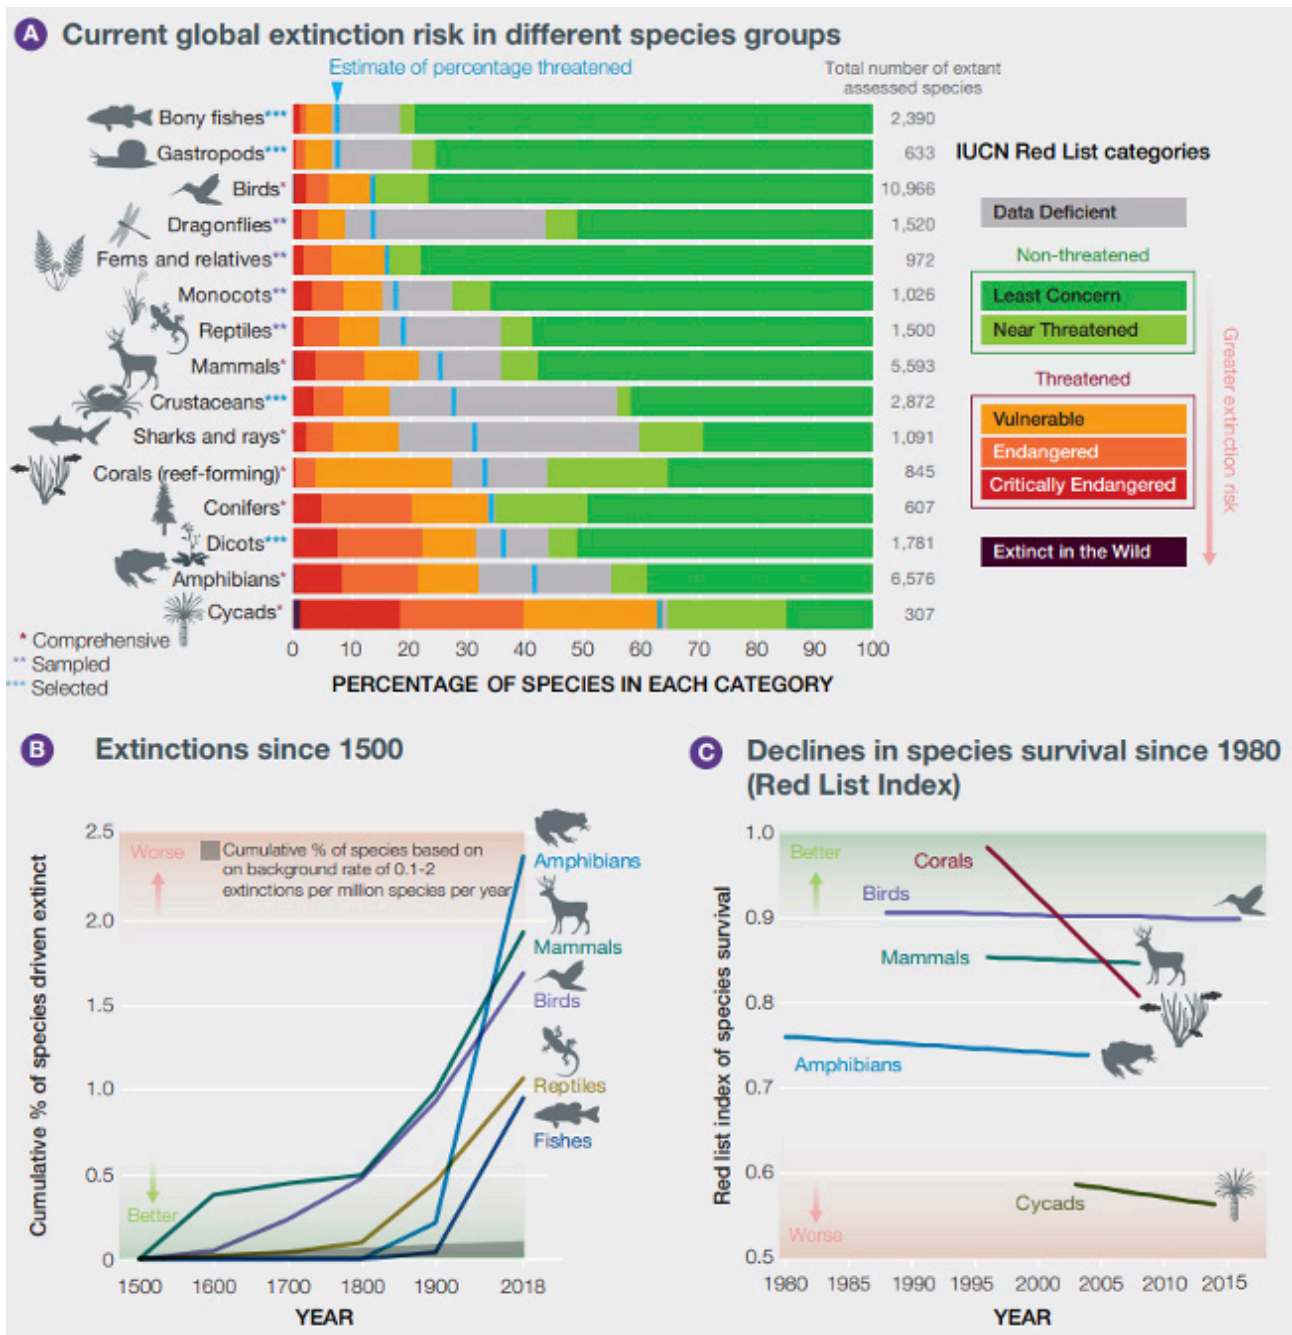 A Current global extinction risk in different species groups
Estimate of percentage threatened
Total number of extant
assessed species
Bony fishes*** 2,390
Gastropods*** 633
Birds* 10,966
Dragonflies** 1,520
Ferns and relatives** 972
Monocots** 1,026
Reptiles** 1,500
Mammals* 5,593
Crustaceans*** 2,872
Sharks and rays* 1,091
Corals (reef-forming)* 845
Conifers* 607
Dicots*** 1,781
Amphibians* 6,576
Cycads* 307
0 10 20 30 40 50 60 70 80 90 100
PERCENTAGE OF SPECIES IN EACH CATEGORY
* Comprehensive
** Sampled
*** Selected
IUCN Red List categories
Data Deficient
Non-threatened
Least Concern
Near Threatened
Threatened
Vulnerable
Endangered
Critically Endangered
Extinct in the Wild
Greater extinction risk
B Extinctions since 1500
Cumulative % of species driven extinct
2.5
2.0
1.5
1.0
0.5
0
Worse
Cumulative % of species based on
on background rate of 0.1-2
extinctions per million species per year
Amphibians
Mammals
Birds
Reptiles
Fishes
Better
1500 1600 1700 1800 1900 2018
YEAR
C Declines in species survival since 1980
(Red List Index)
Red list index of species survival
1.0
0.9
0.8
0.7
0.6
0.5
Better
Corals
Birds
Mammals
Amphibians
Cycads
Worse
1980 1985 1990 1995 2000 2005 2010 2015
YEAR